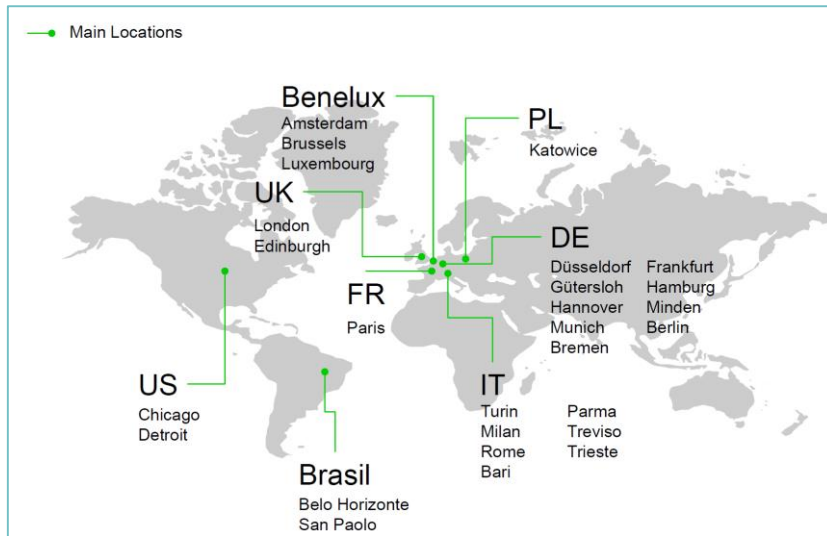 Main Locations
Benelux
Amsterdam
Brussels
Luxembourg
PL
Katowice
UK
London
Edinburgh
DE
Düsseldorf Frankfurt
Gütersloh Hamburg
Hannover Minden
Munich Berlin
Bremen
FR
Paris
US
Chicago
Detroit
IT
Turin Parma
Milan Treviso
Rome Trieste
Bari
Brasil
Belo Horizonte
San Paolo